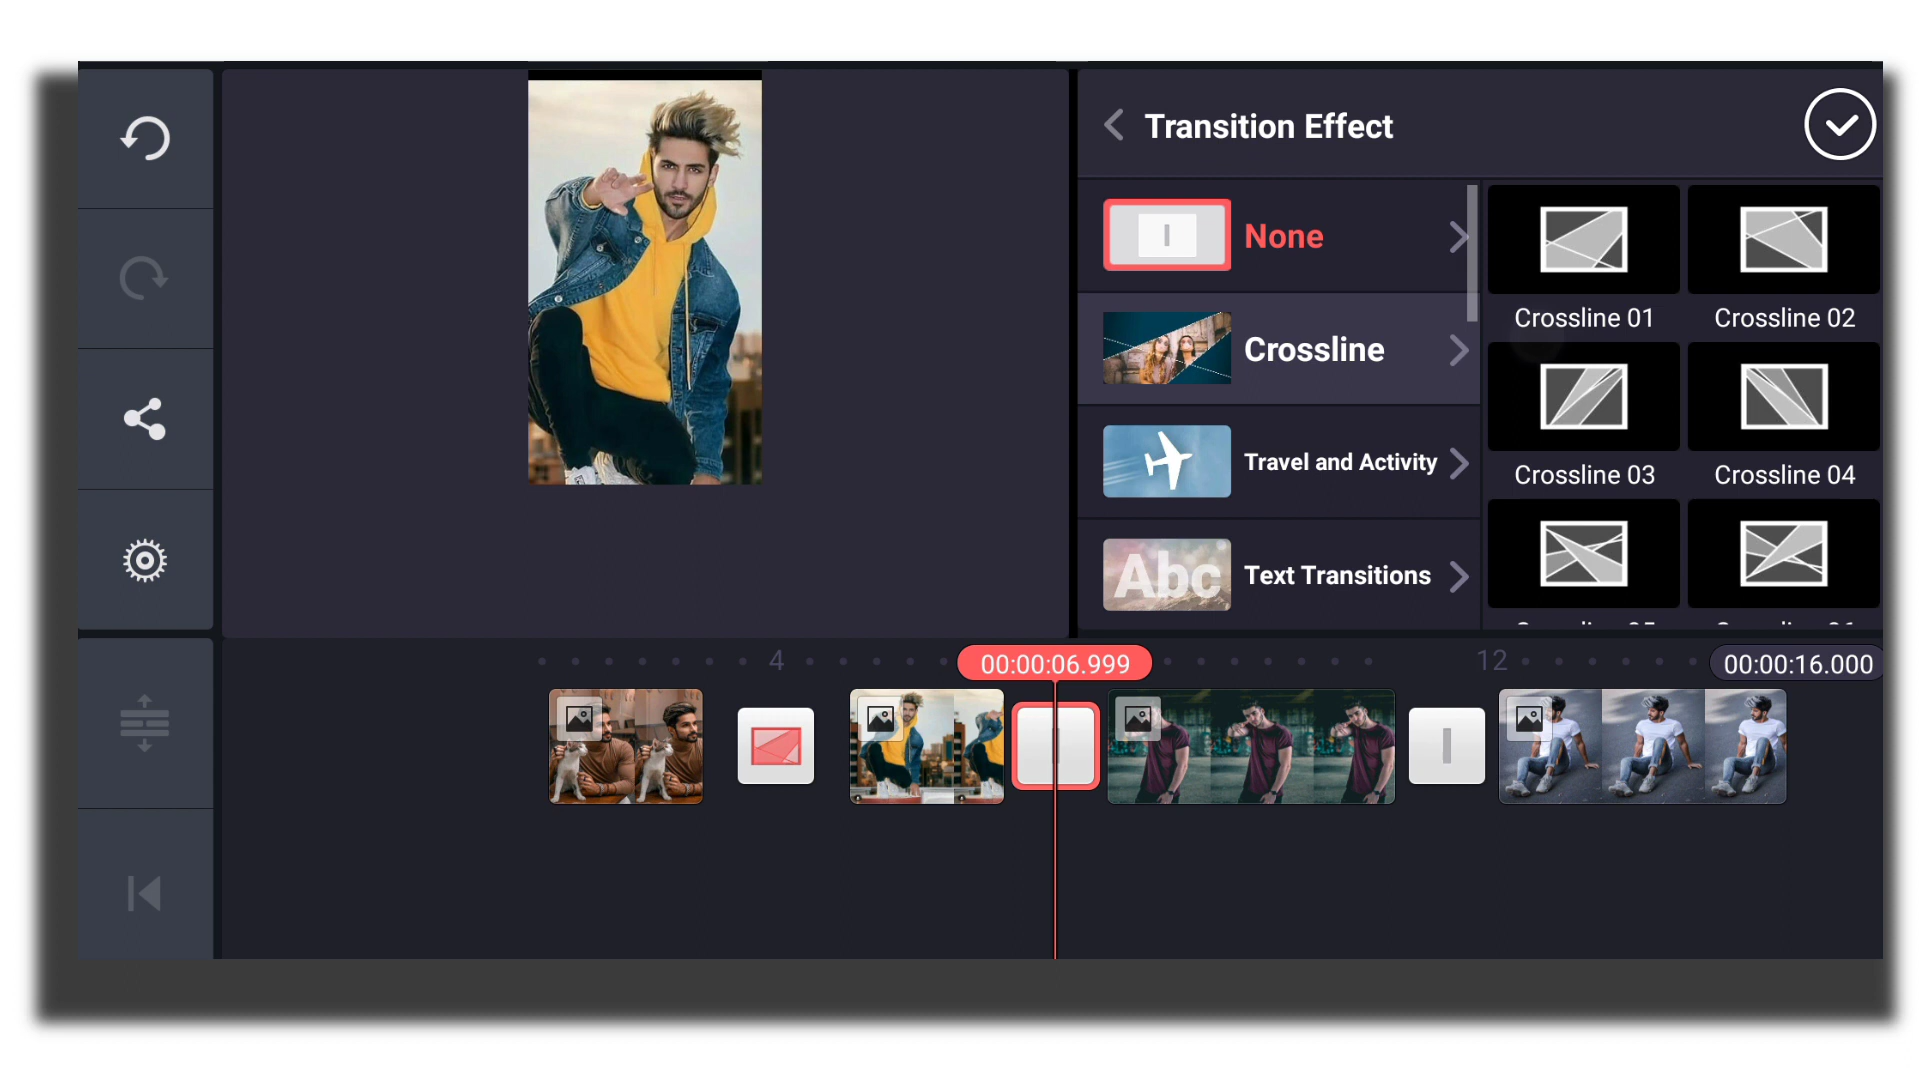 Transition Effect
None
Crossline
Travel and Activity
Abc
Text Transitions
Crossline 01
Crossline 02
Crossline 03
Crossline 04
4
00:00:06.999
12
00:00:16.000